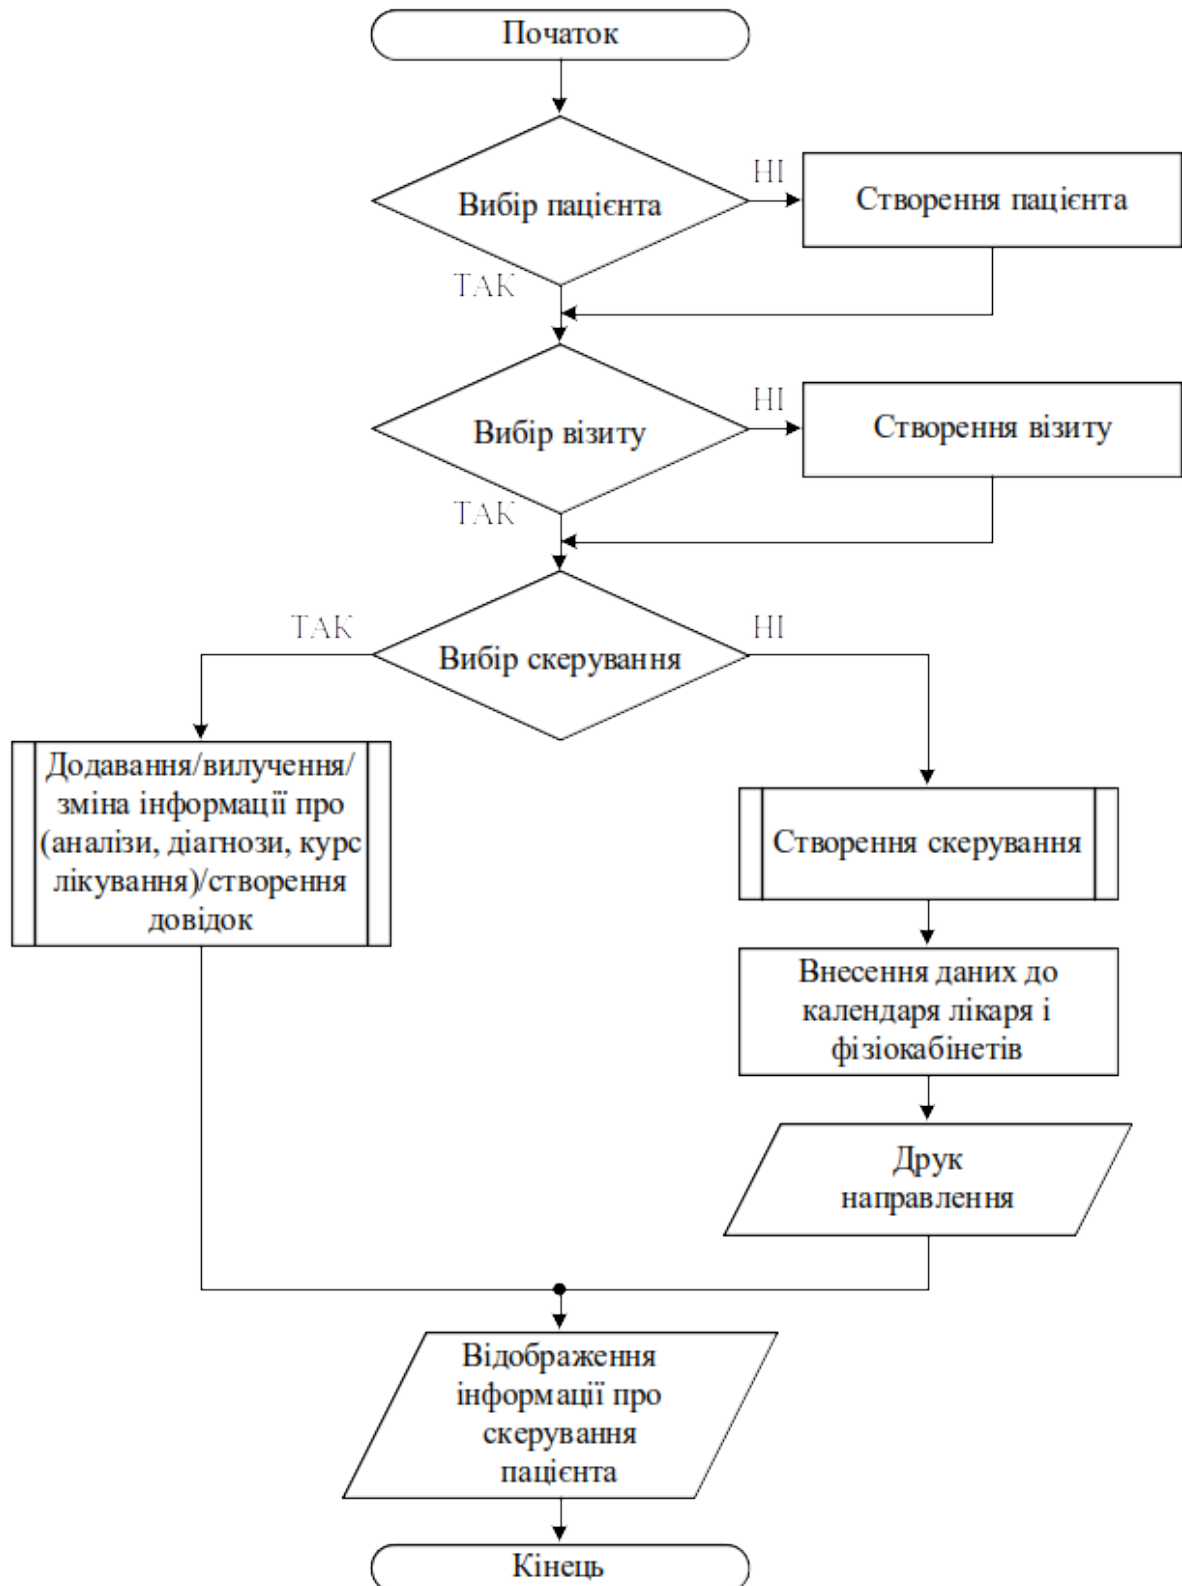 Початок
Вибір пацієнта
НІ
Створення пацієнта
ТАК
Вибір візиту
НІ
Створення візиту
ТАК
ТАК
Вибір скерування
НІ
Додавання/вилучення/
зміна інформації про
(аналізи, діагнози, курс
лікування)/створення
довідок
Створення скерування
Внесення даних до
календаря лікаря і
фізіокабінетів
Друк
направлення
Відображення
інформації про
скерування
пацієнта
Кінець